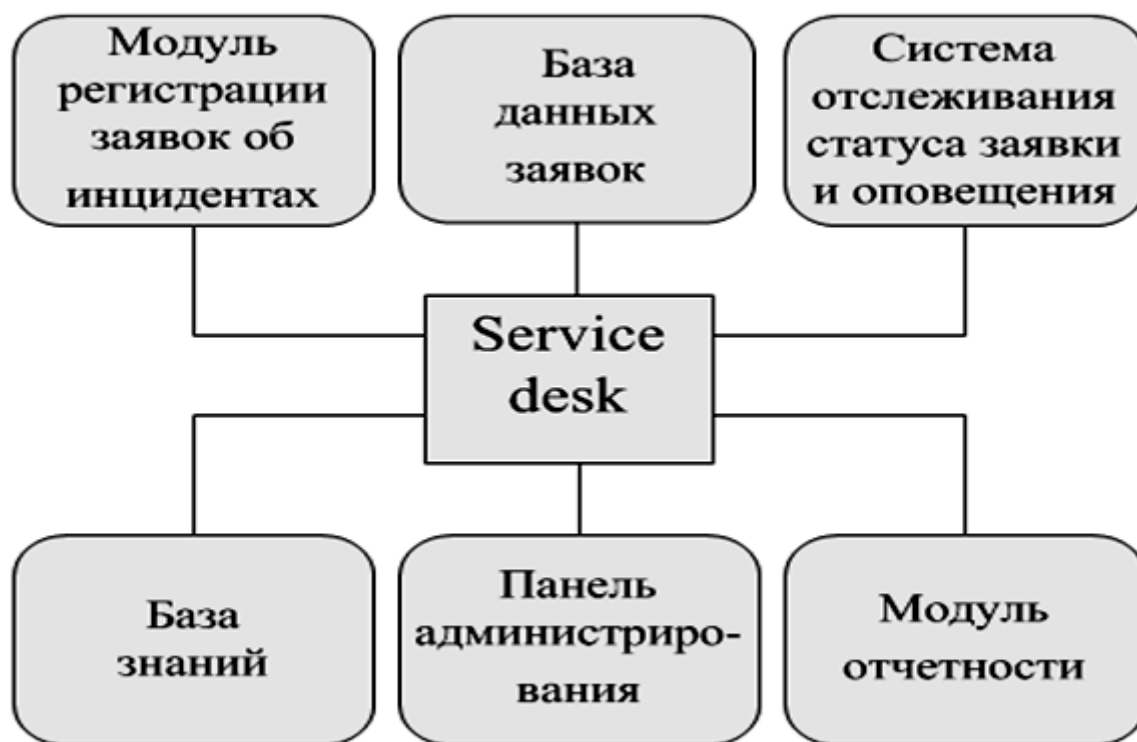 Модуль
регистрации
заявок об
инцидентах
База
данных
заявок
Система
отслеживания
статуса заявки
и оповещения
Service
desk
База
знаний
Панель
администриро-
вания
Модуль
отчетности